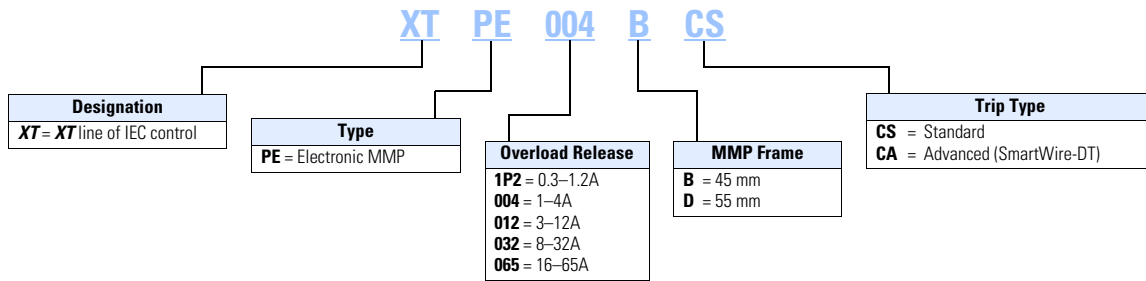 XT PE 004 B CS
Designation
XT = XT line of IEC control
Type
PE = Electronic MMP
Overload Release
1P2 = 0.3–1.2A
004 = 1–4A
012 = 3–12A
032 = 8–32A
065 = 16–65A
MMP Frame
B = 45 mm
D = 55 mm
Trip Type
CS = Standard
CA = Advanced (SmartWire-DT)